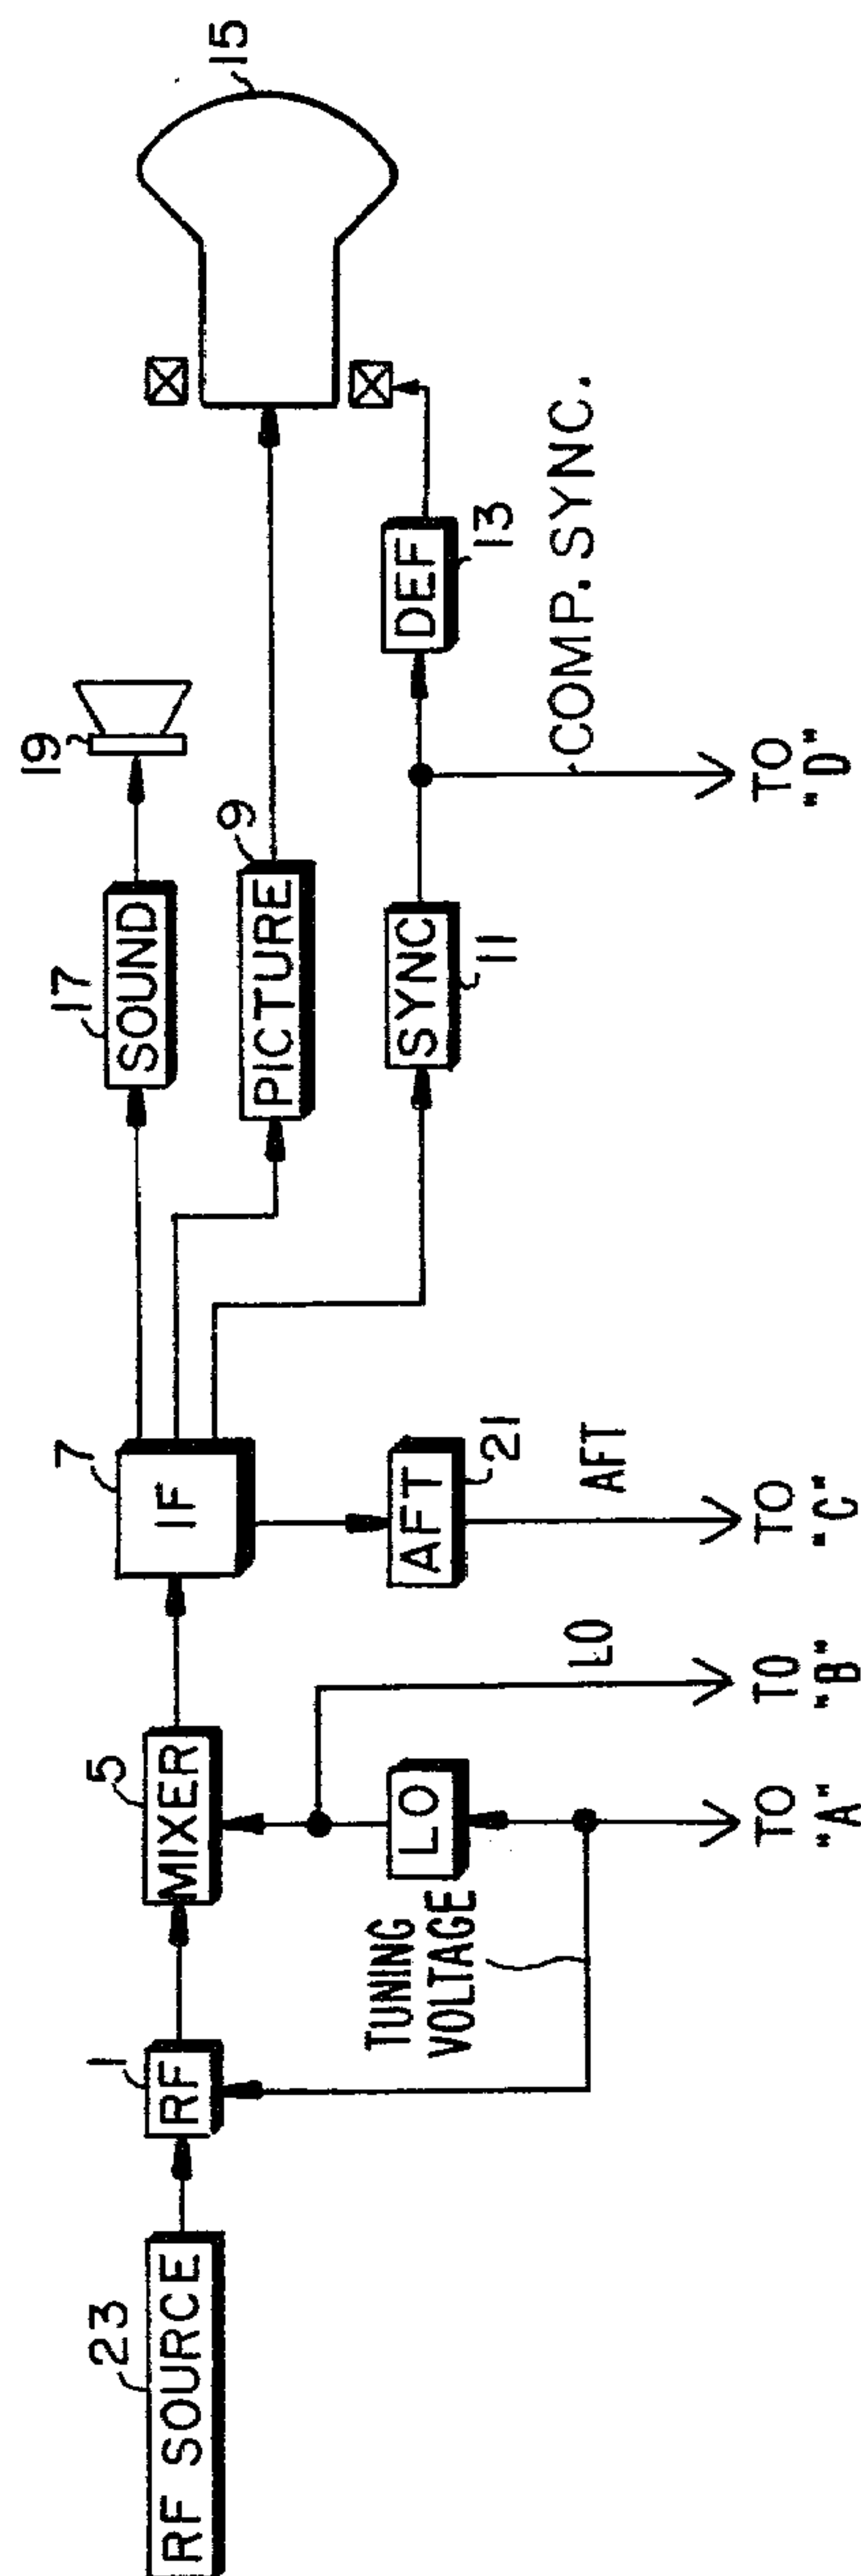 23
RF SOURCE
1
RF
5
MIXER
7
IF
17
SOUND
19
9
PICTURE
15
SYNC
11
DEF
13
COMP. SYNC.
TO
"D"
AFT
21
AFT
TO
"C"
LO
TO
"B"
LO
TUNING
VOLTAGE
TO
"A"